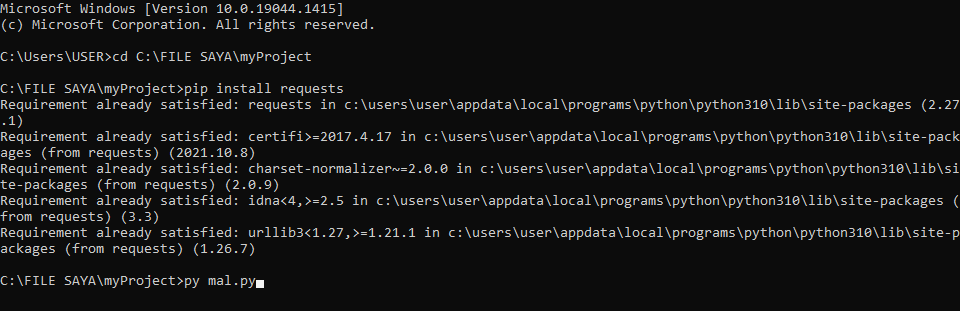 Microsoft Windows [Version 10.0.19044.1415]
(c) Microsoft Corporation. All rights reserved.
C:\Users\USER>cd C:\FILE SAYA\myProject
C:\FILE SAYA\myProject>pip install requests
Requirement already satisfied: requests in c:\users\user\appdata\local\programs\python\python310\lib\site-packages (2.27
.1)
Requirement already satisfied: certifi>=2017.4.17 in c:\users\user\appdata\local\programs\python\python310\lib\site-pack
ages (from requests) (2021.10.8)
Requirement already satisfied: charset-normalizer~=2.0.0 in c:\users\user\appdata\local\programs\python\python310\lib\si
te-packages (from requests) (2.0.9)
Requirement already satisfied: idna<4,>=2.5 in c:\users\user\appdata\local\programs\python\python310\lib\site-packages (
from requests) (3.3)
Requirement already satisfied: urllib3<1.27,>=1.21.1 in c:\users\user\appdata\local\programs\python\python310\lib\site-p
ackages (from requests) (1.26.7)
C:\FILE SAYA\myProject>py mal.py